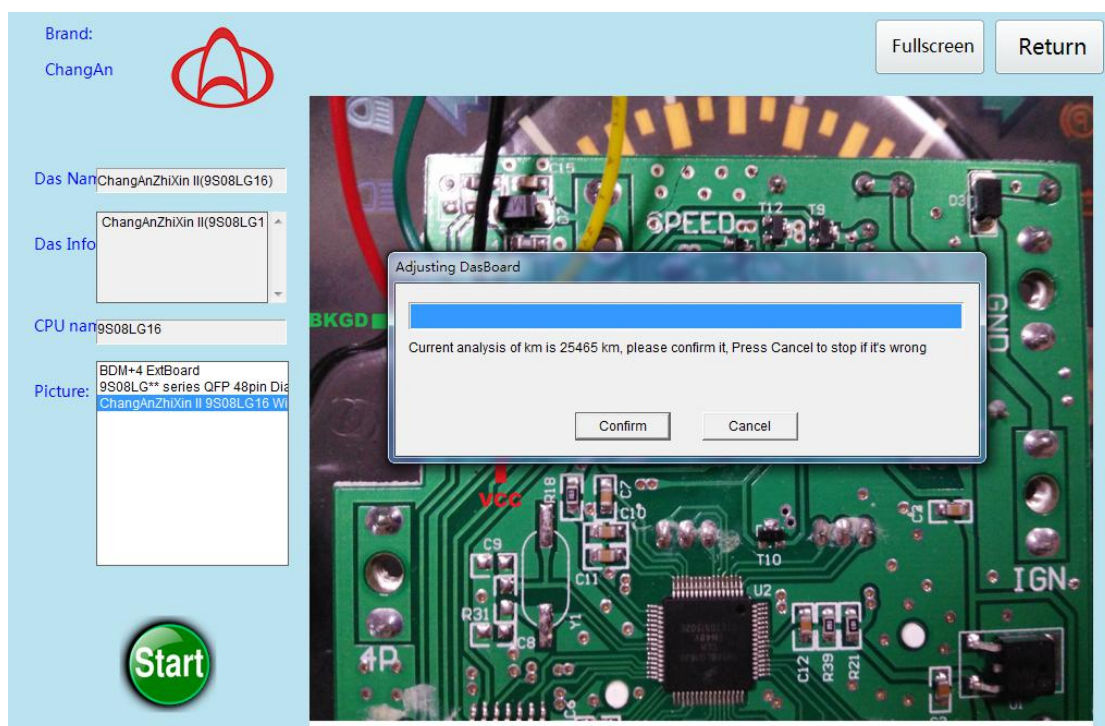 Brand:
ChangAn
Fullscreen
Return
Das Nam
ChangAnZhiXin II(9S08LG16)
Das Info
ChangAnZhiXin II(9S08LG1
CPU nam
9S08LG16
Picture:
BDM+4 ExtBoard
9S08LG** series QFP 48pin Dia
ChangAnZhiXin II 9S08LG16 Wi
Start
Adjusting DasBoard
Current analysis of km is 25465 km, please confirm it, Press Cancel to stop if it's wrong
Confirm
Cancel
C15
SPEED
T12
T9
D3
BKGD
GND
VCC
R18
C7
C10
C2
C9
C11
T10
IGN
U2
R31
C8
Y1
4P
C12
R39
R21
C6
U1